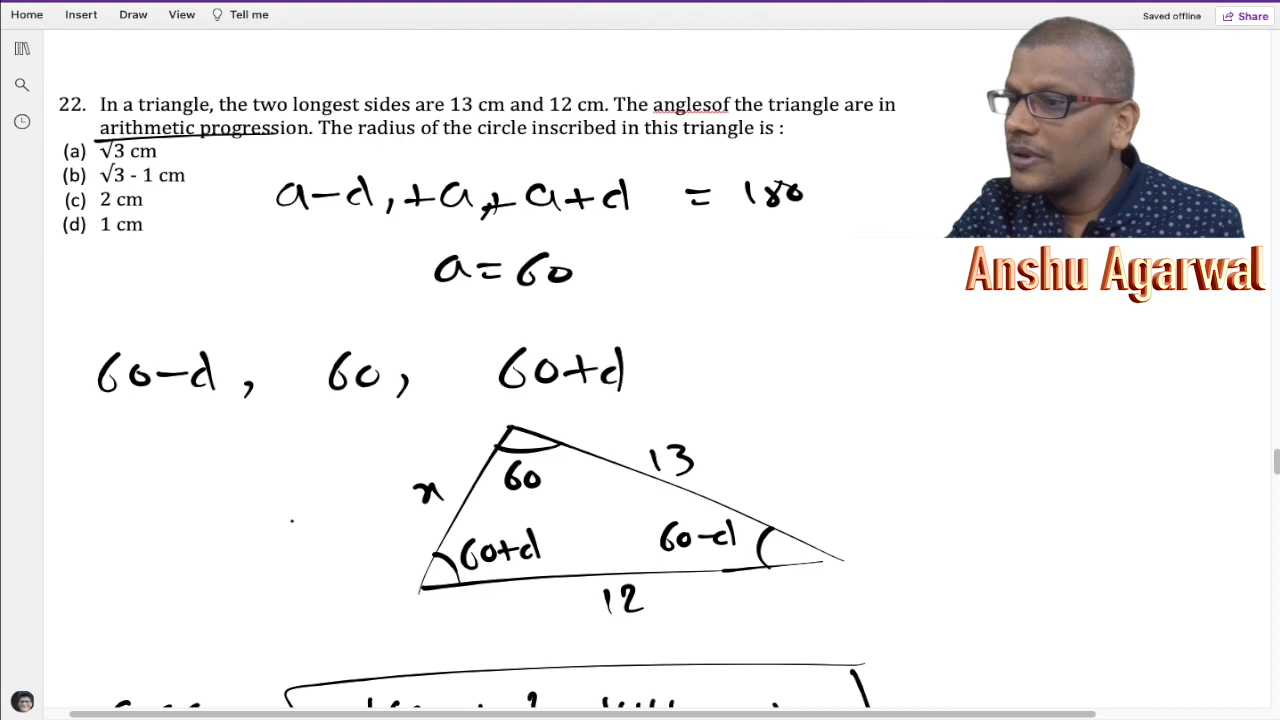 Home Insert Draw View Tell me Saved offline Share
22. In a triangle, the two longest sides are 13 cm and 12 cm. The anglesof the triangle are in
arithmetic progression. The radius of the circle inscribed in this triangle is :
(a) √3 cm
(b) √3 - 1 cm
(c) 2 cm
(d) 1 cm
a-d, + a, + a+d = 180
a = 60
Anshu Agarwal
60-d, 60, 60+d
13
x 60
60+d 60-d
12